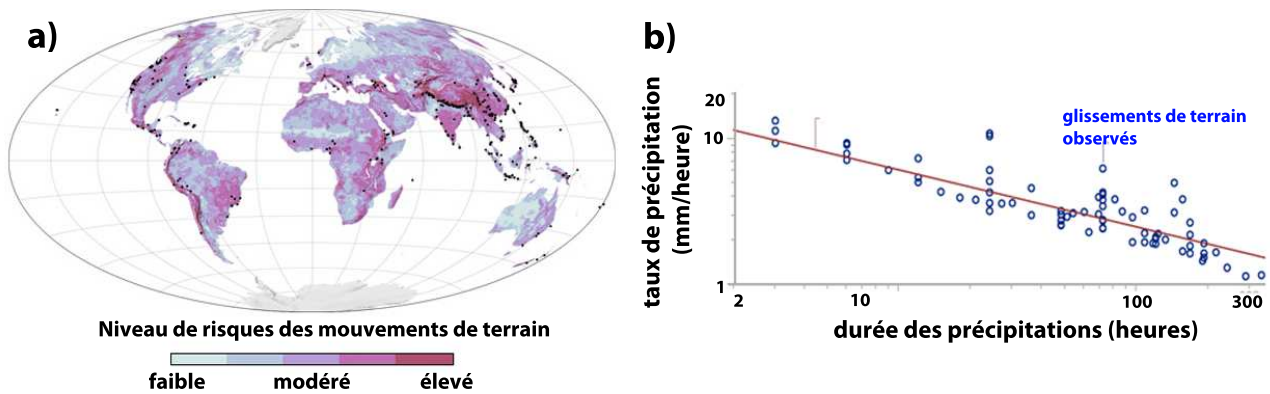 a)
Niveau de risques des mouvements de terrain
faible modéré élevé
b)
taux de précipitation
(mm/heure)
20
10
1
glissements de terrain
observés
2 10 100 300
durée des précipitations (heures)